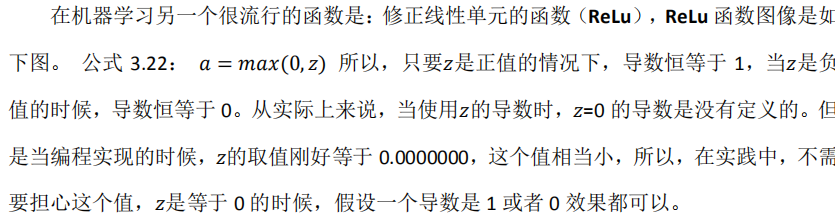 在机器学习另一个很流行的函数是：修正线性单元的函数（ReLu），ReLu 函数图像是如
下图。 公式 3.22： a = max(0, z) 所以，只要z是正值的情况下，导数恒等于 1，当z是负
值的时候，导数恒等于 0。从实际上来说，当使用z的导数时，z=0 的导数是没有定义的。但
是当编程实现的时候，z的取值刚好等于 0.0000000，这个值相当小，所以，在实践中，不需
要担心这个值，z是等于 0 的时候，假设一个导数是 1 或者 0 效果都可以。